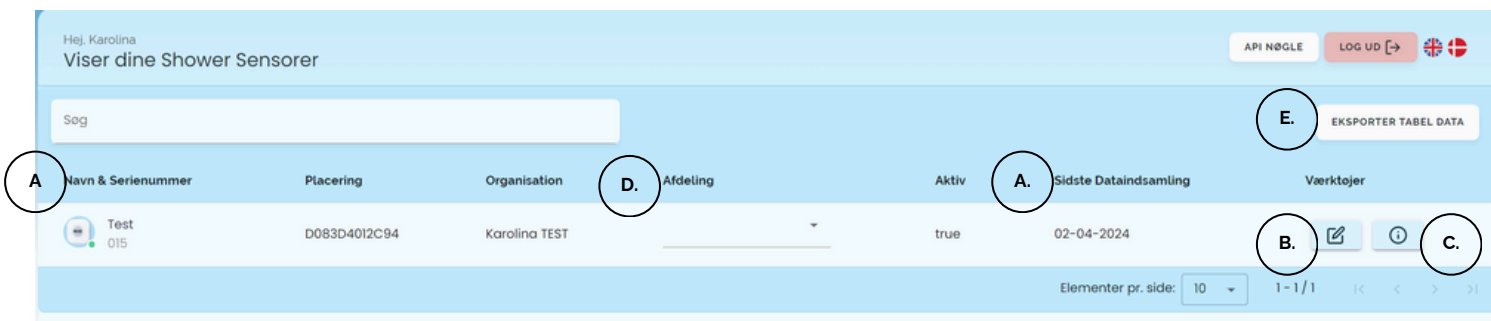 Hej, Karolina
Viser dine Shower Sensorer
API NØGLE
LOG UD
Søg
E.
EKSPORTER TABEL DATA
A
Navn & Serienummer
Placering
Organisation
D.
Afdeling
Aktiv
A.
Sidste Dataindsamling
Værktøjer
Test
015
D083D4012C94
Karolina TEST
true
02-04-2024
B.
C.
Elementer pr. side:
10
1 - 1 / 1